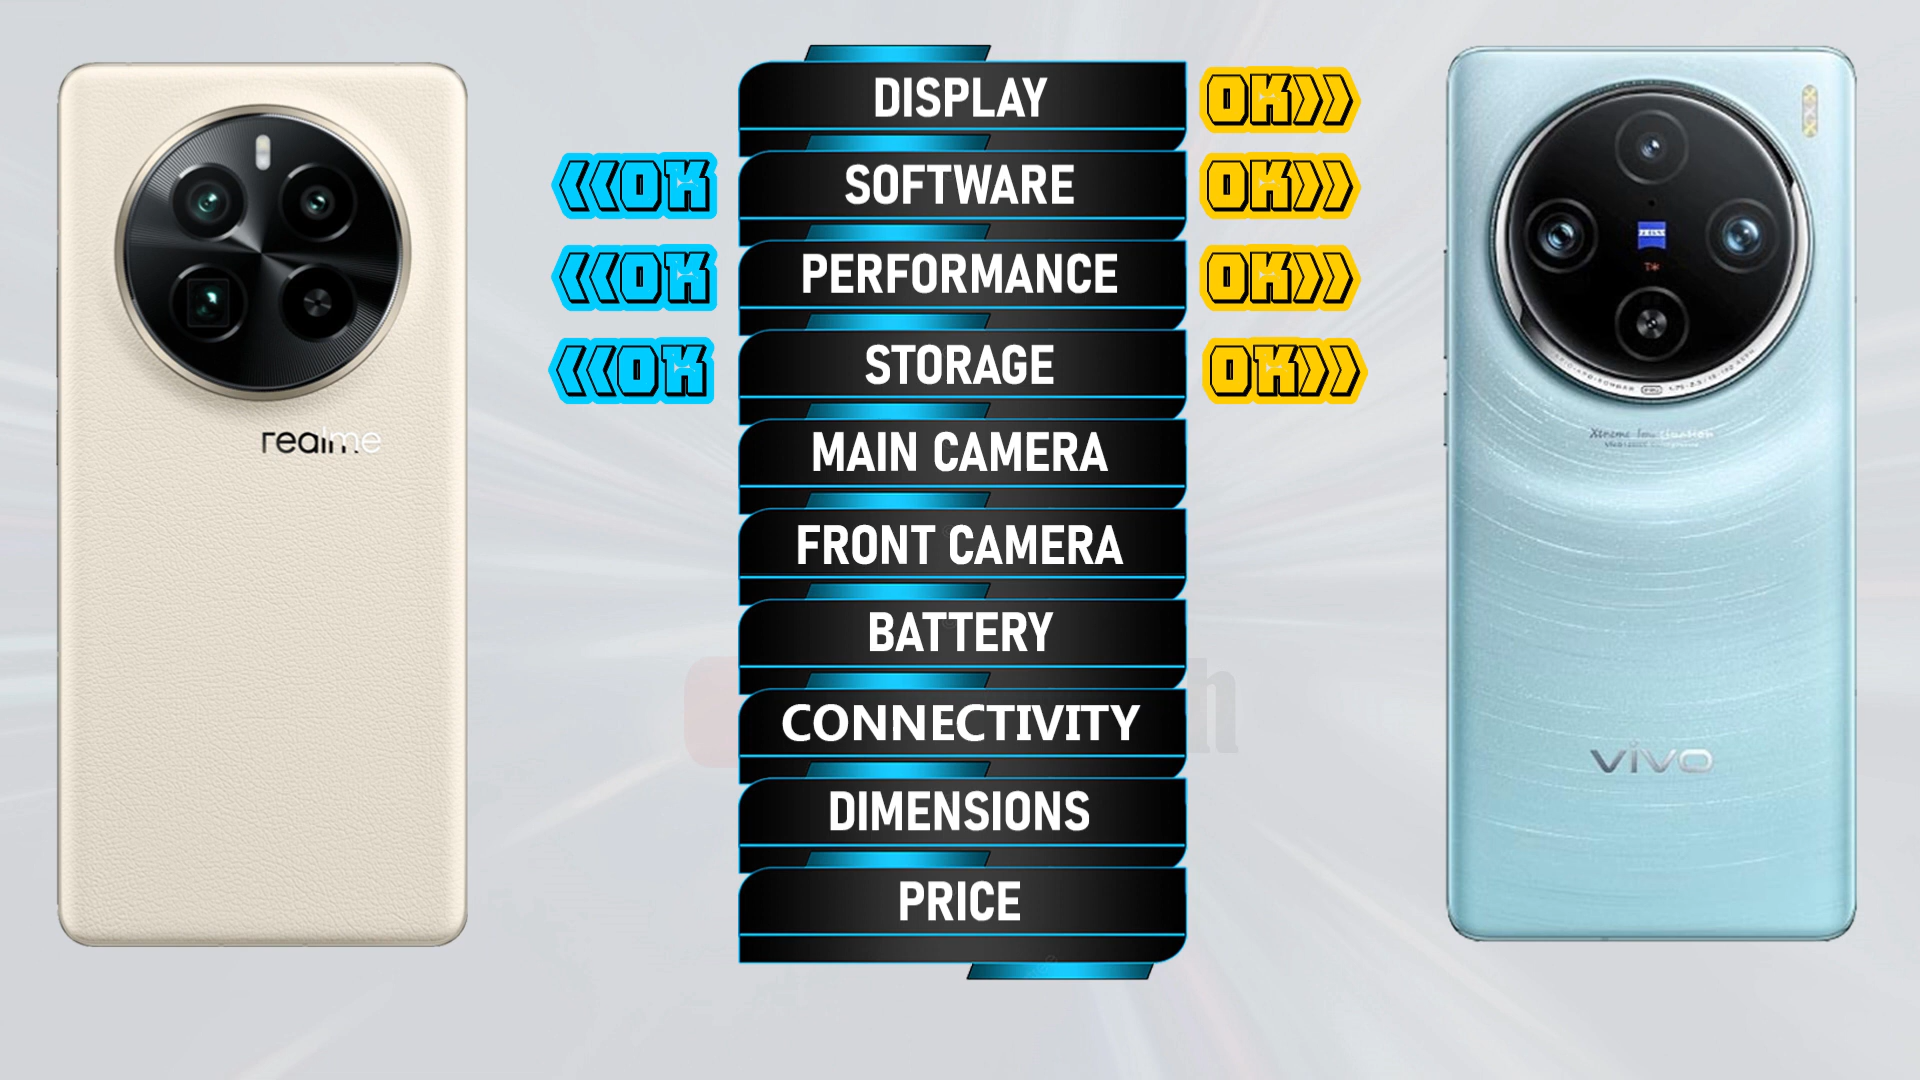 DISPLAY OK
OK SOFTWARE OK
OK PERFORMANCE OK
OK STORAGE OK
MAIN CAMERA
FRONT CAMERA
BATTERY
CONNECTIVITY
DIMENSIONS
PRICE
realme
ZEISS
T*
vivo